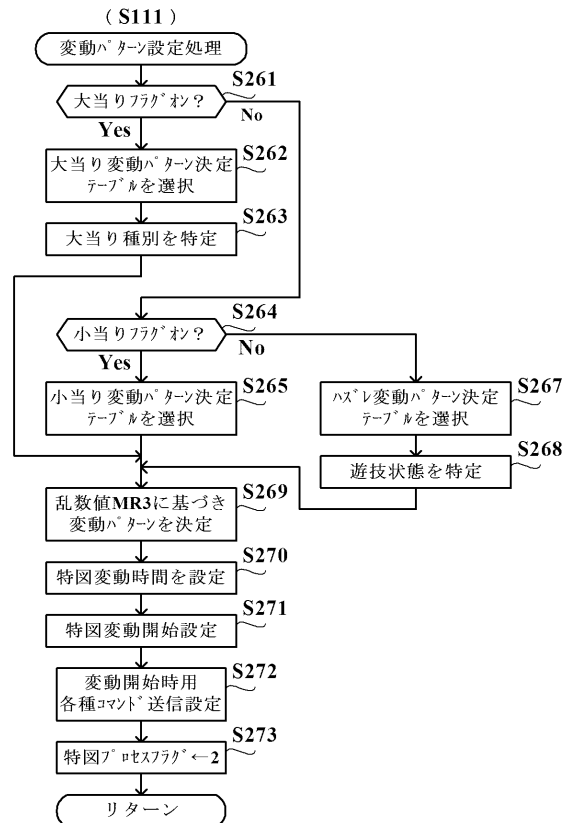 (S111)
変動ﾊﾟﾀｰﾝ設定処理
S261
大当りﾌﾗｸﾞｵﾝ？
No
Yes
S262
大当り変動ﾊﾟﾀｰﾝ決定
ﾃｰﾌﾞﾙを選択
S263
大当り種別を特定
S264
小当りﾌﾗｸﾞｵﾝ？
Yes
No
S265
小当り変動ﾊﾟﾀｰﾝ決定
ﾃｰﾌﾞﾙを選択
S267
ﾊｽﾞﾚ変動ﾊﾟﾀｰﾝ決定
ﾃｰﾌﾞﾙを選択
S268
遊技状態を特定
S269
乱数値MR3に基づき
変動ﾊﾟﾀｰﾝを決定
S270
特図変動時間を設定
S271
特図変動開始設定
S272
変動開始時用
各種ｺﾏﾝﾄﾞ送信設定
S273
特図ﾌﾟﾛｾｽﾌﾗｸﾞ←2
リターン